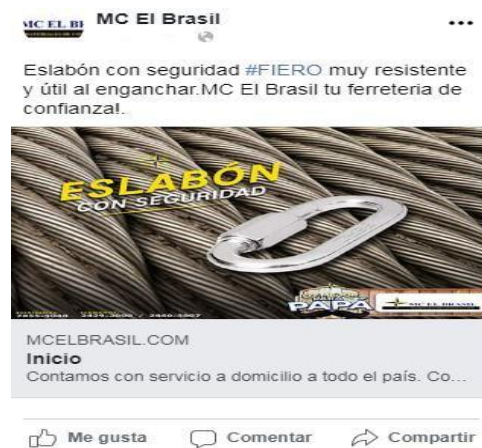 MC EL BR
MC El Brasil
Eslabón con seguridad #FIERO muy resistente
y útil al enganchar.MC El Brasil tu ferreteria de
confianza!.
ESLABÓN
CON SEGURIDAD
PAPÁ
MC EL BRASIL
MCELBRASIL.COM
Inicio
Contamos con servicio a domicilio a todo el país. Co...
Me gusta
Comentar
Compartir